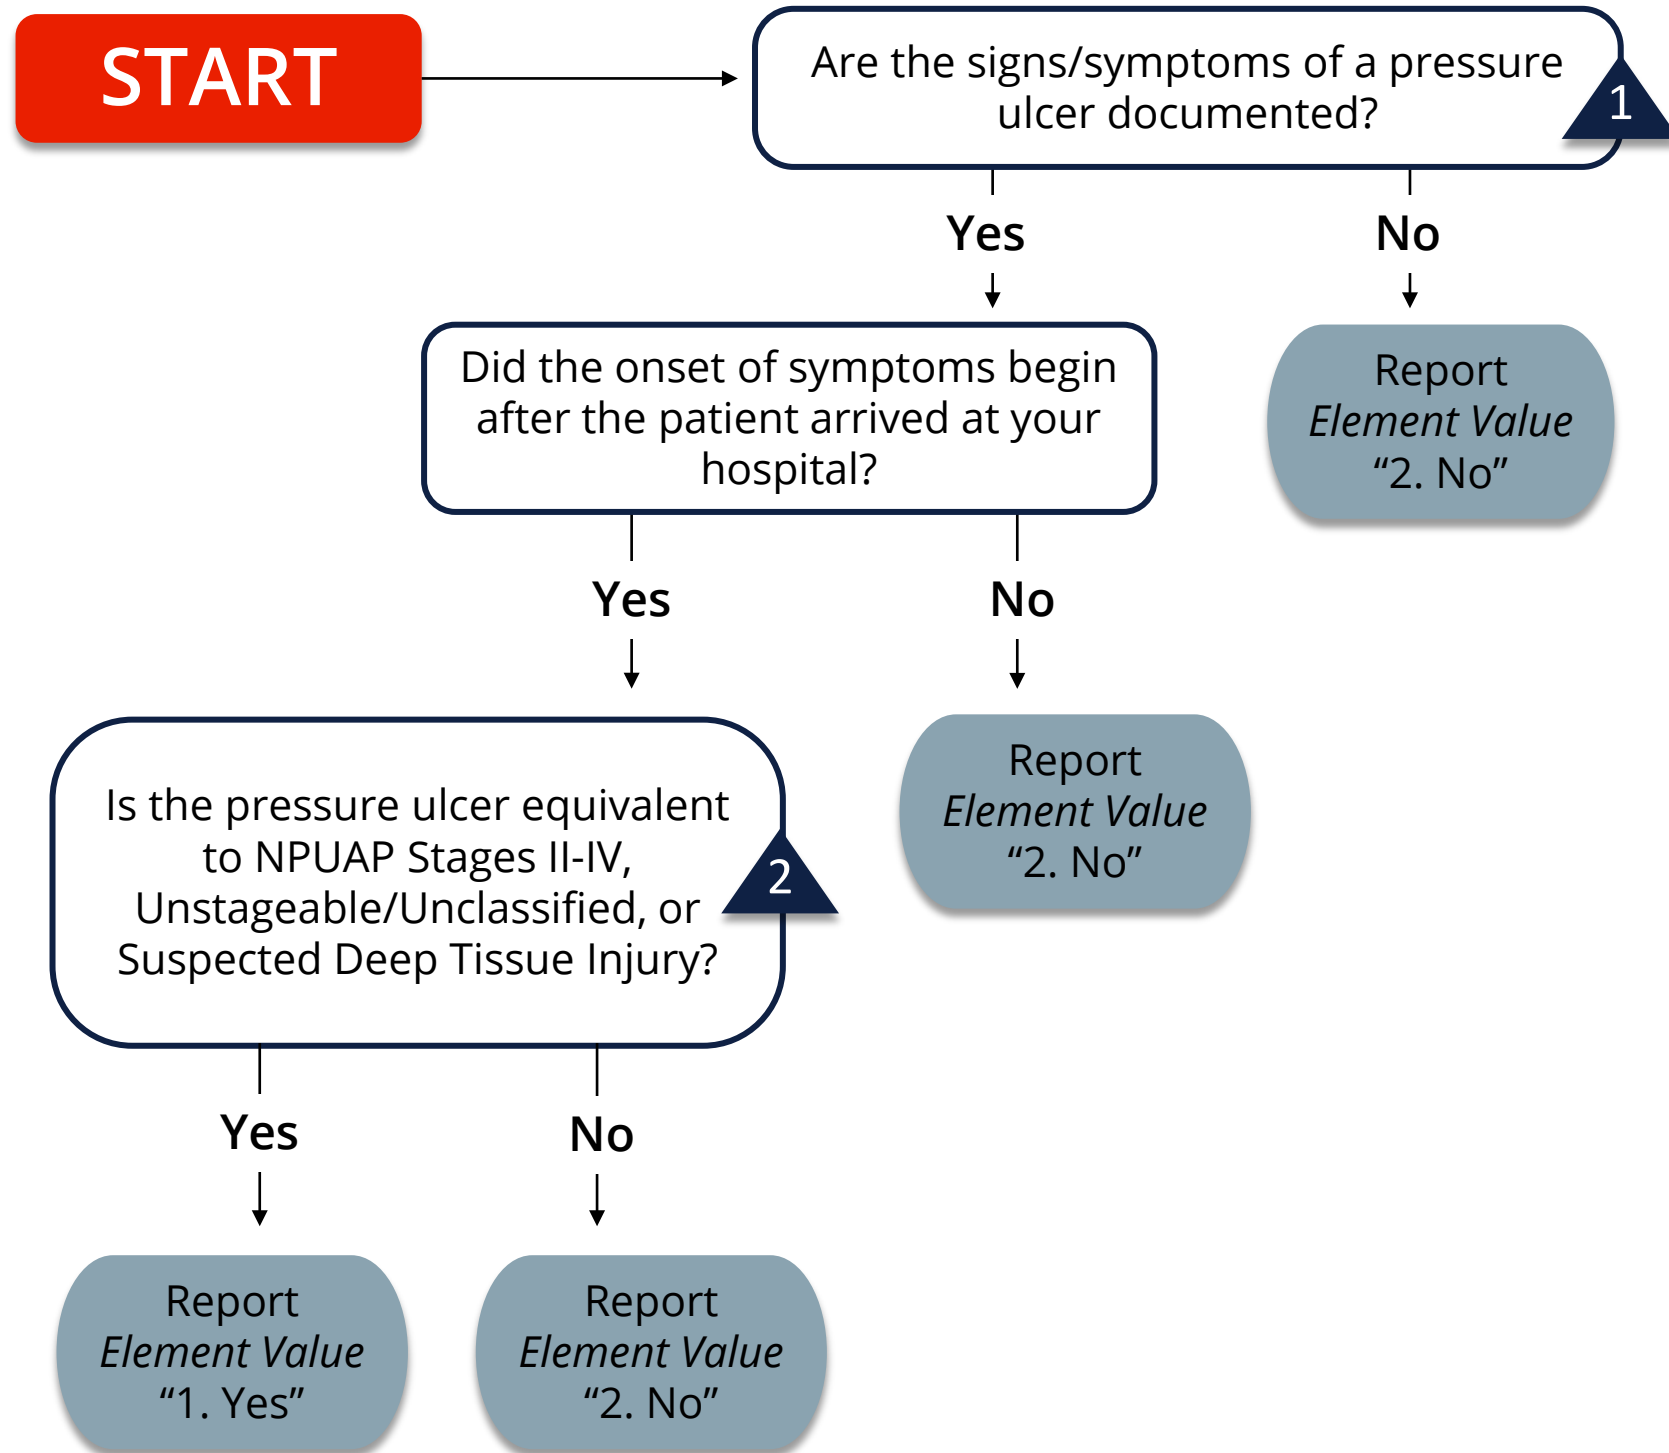 START
Are the signs/symptoms of a pressure
ulcer documented?
1
Yes
No
Did the onset of symptoms begin
after the patient arrived at your
hospital?
Report
Element Value
“2. No”
Yes
No
Is the pressure ulcer equivalent
to NPUAP Stages II-IV,
Unstageable/Unclassified, or
Suspected Deep Tissue Injury?
2
Report
Element Value
“2. No”
Yes
No
Report
Element Value
“1. Yes”
Report
Element Value
“2. No”